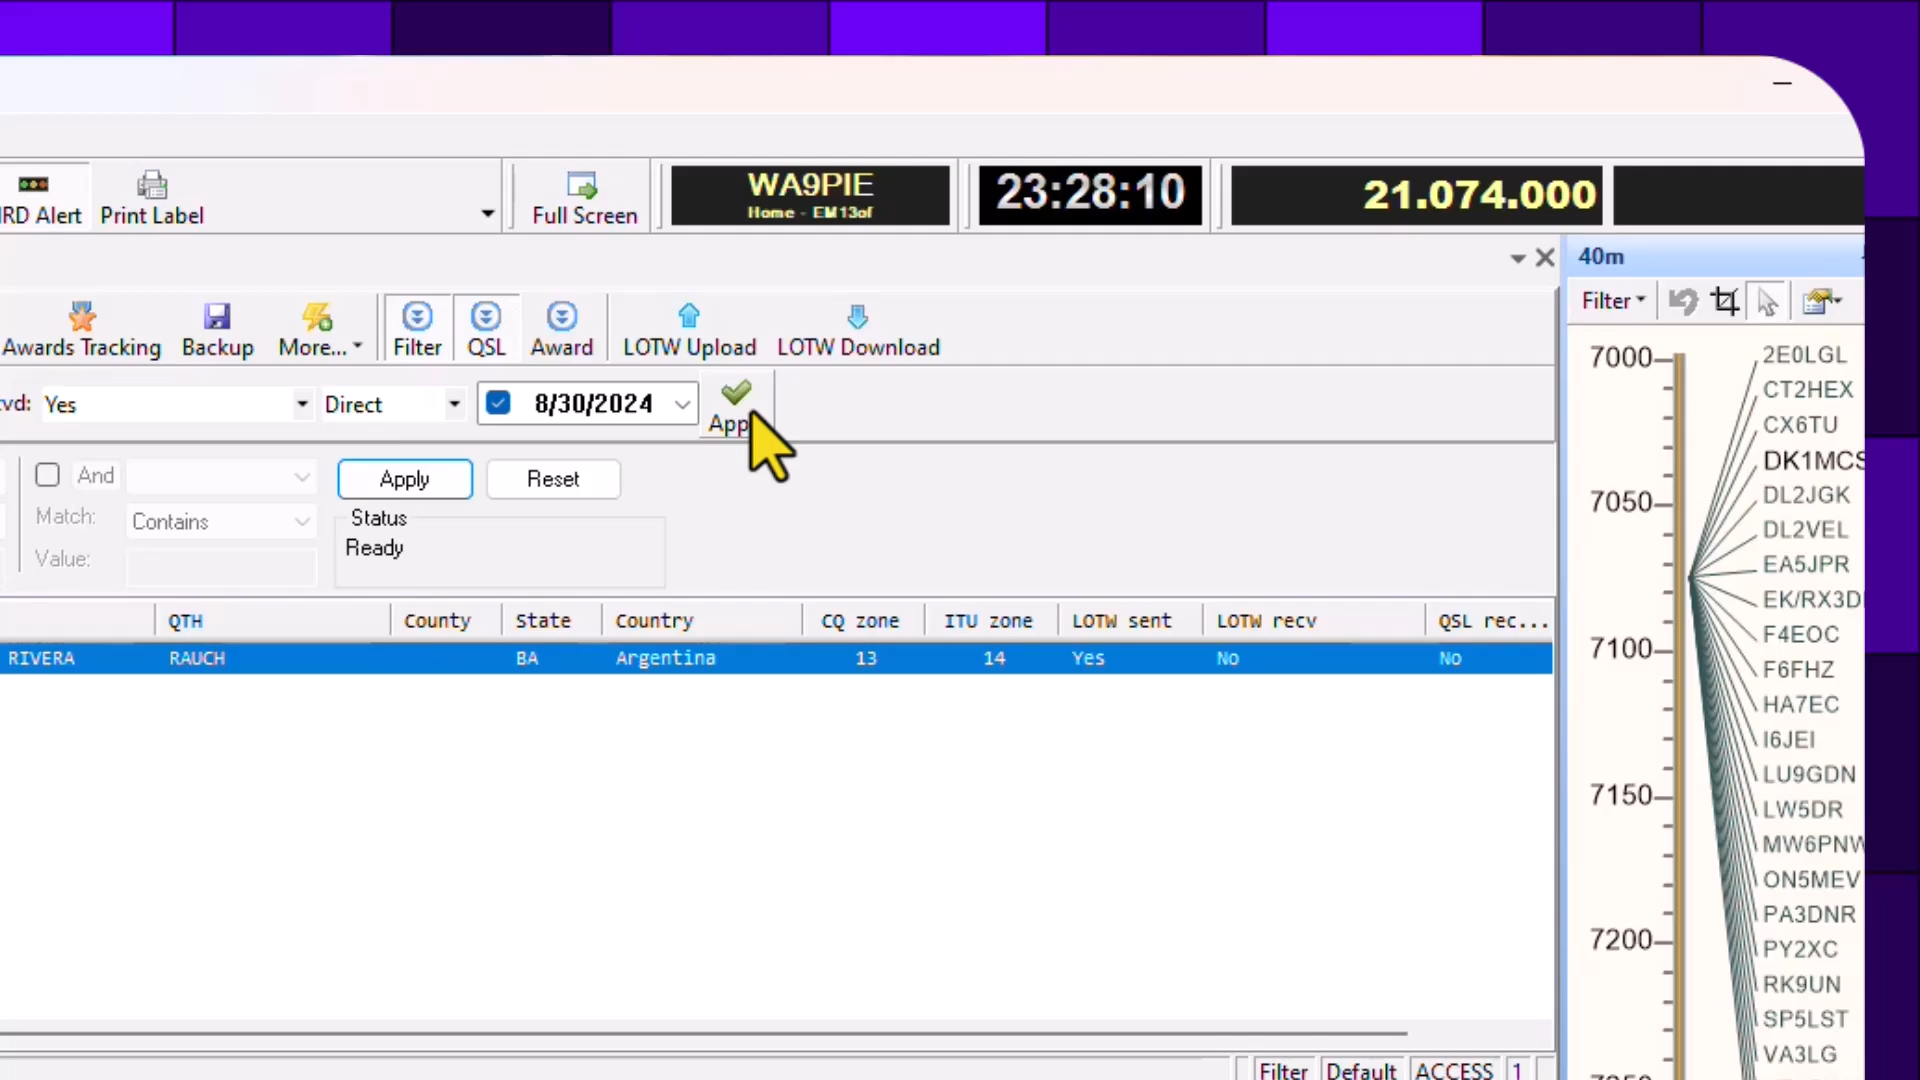 RD Alert
Print Label
Full Screen
WA9PIE
Home - EM13of
23:28:10
21.074.000
40m
Awards Tracking
Backup
More...
Filter
QSL
Award
LOTW Upload
LOTW Download
Filter
vd: Yes
Direct
8/30/2024
App
And
Apply
Reset
Match: Contains
Status
Ready
Value:
QTH County State Country CQ zone ITU zone LOTW sent LOTW recv QSL rec...
RIVERA RAUCH BA Argentina 13 14 Yes No No
7000
7050
7100
7150
7200
2E0LGL
CT2HEX
CX6TU
DK1MCS
DL2JGK
DL2VEL
EA5JPR
EK/RX3D
F4EOC
F6FHZ
HA7EC
I6JEI
LU9GDN
LW5DR
MW6PNW
ON5MEV
PA3DNR
PY2XC
RK9UN
SP5LST
VA3LG
Filter Default ACCESS 1